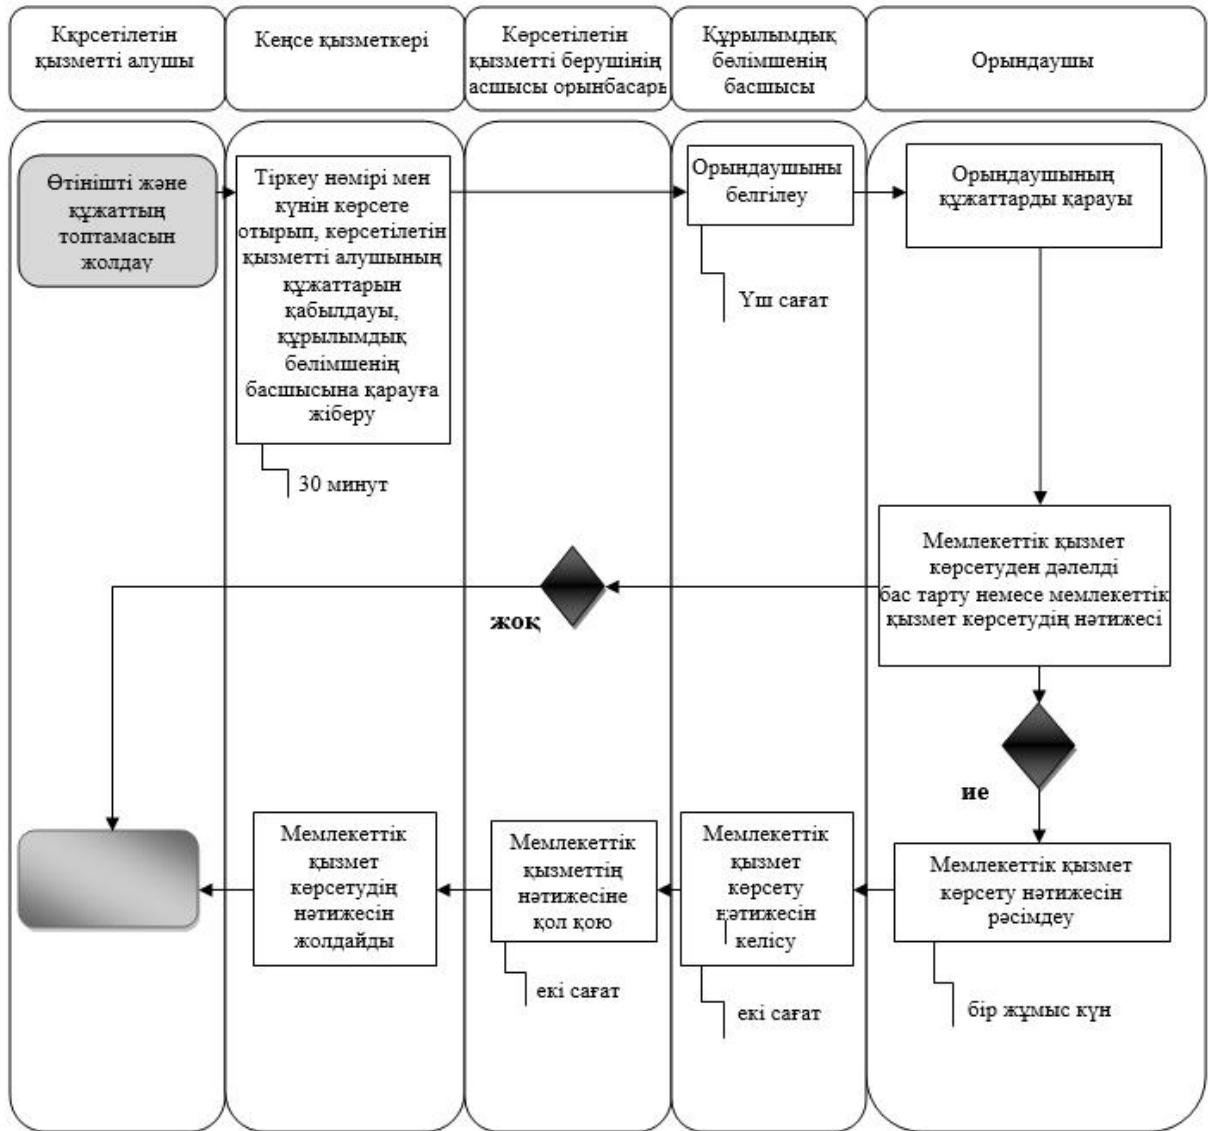 Кқрсетілетін
қызметті алушы
Кеңсе қызметкері
Көрсетілетін
қызметті берушінің
асшысы орынбасарь
Құрылымдық
бөлімшенің
басшысы
Орындаушы
Өтінішті және
құжаттың
топтамасын
жолдау
Тіркеу нөмірі мен
күнін көрсете
отырып, көрсетілетін
қызметті алушының
құжаттарын
қабылдауы,
құрылымдық
бөлімшенің
басшысына қарауға
жіберу
30 минут
Орындаушыны
белгілеу
Үш сағат
Орындаушының
құжаттарды қарауы
Мемлекеттік қызмет
көрсетуден дәлелді
бас тарту немесе мемлекеттік
қызмет көрсетудің нәтижесі
жоқ
ие
Мемлекеттік
қызмет
көрсетудің
нәтижесін
жолдайды
Мемлекеттік
қызметтің
нәтижесіне
қол қою
екі сағат
Мемлекеттік
қызмет
көрсету
нәтижесін
келісу
екі сағат
Мемлекеттік қызмет
көрсету нәтижесін
рәсімдеу
бір жұмыс күн